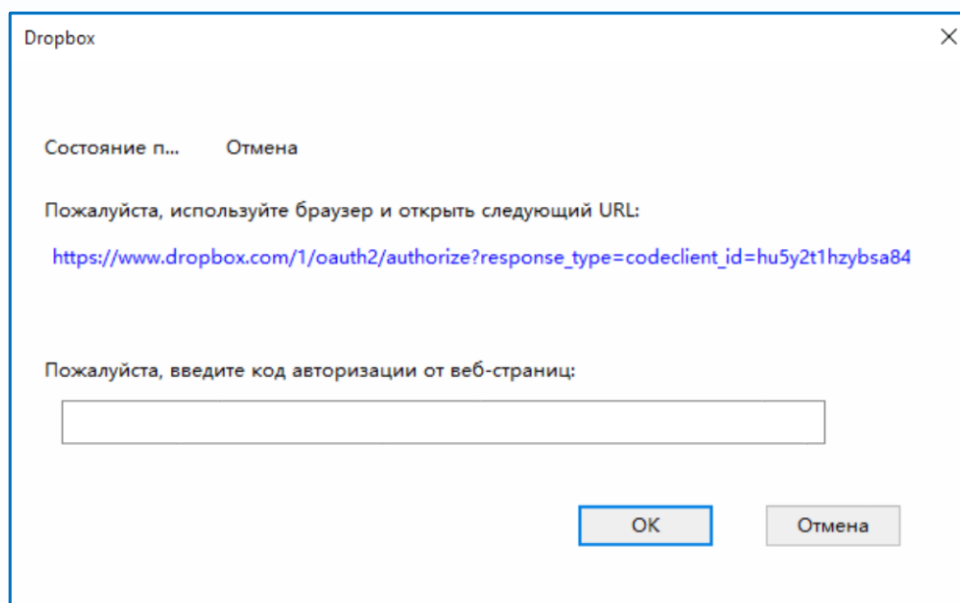 Dropbox
Состояние п... Отмена
Пожалуйста, используйте браузер и открыть следующий URL:
https://www.dropbox.com/1/oauth2/authorize?response_type=codeclient_id=hu5y2t1hzybsa84
Пожалуйста, введите код авторизации от веб-страниц:
OK Отмена